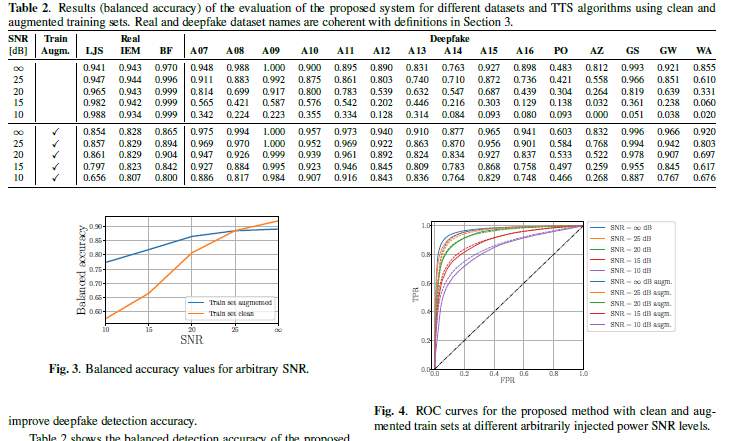 Table 2. Results (balanced accuracy) of the evaluation of the proposed system for different datasets and TTS algorithms using clean and
augmented training sets. Real and deepfake dataset names are coherent with definitions in Section 3.
SNR Train Real Deepfake
[dB] Augm. LJS IEM BF A07 A08 A09 A10 A11 A12 A13 A14 A15 A16 PO AZ GS GW WA
∞ 0.941 0.943 0.970 0.948 0.988 1.000 0.900 0.895 0.890 0.831 0.763 0.927 0.898 0.483 0.812 0.993 0.921 0.855
25 0.947 0.944 0.996 0.911 0.883 0.992 0.875 0.861 0.803 0.740 0.710 0.872 0.736 0.421 0.558 0.966 0.851 0.610
20 0.965 0.943 0.999 0.814 0.699 0.917 0.800 0.783 0.539 0.632 0.547 0.687 0.439 0.304 0.264 0.819 0.639 0.331
15 0.982 0.942 0.999 0.565 0.421 0.587 0.576 0.542 0.202 0.446 0.216 0.303 0.129 0.138 0.032 0.361 0.238 0.060
10 0.988 0.934 0.999 0.342 0.224 0.223 0.355 0.334 0.128 0.314 0.084 0.093 0.080 0.093 0.000 0.051 0.038 0.020
∞ ✓ 0.854 0.828 0.865 0.975 0.994 1.000 0.957 0.973 0.940 0.910 0.877 0.965 0.941 0.603 0.832 0.996 0.966 0.920
25 ✓ 0.857 0.829 0.894 0.969 0.970 1.000 0.952 0.969 0.922 0.863 0.870 0.956 0.901 0.584 0.768 0.994 0.942 0.803
20 ✓ 0.861 0.829 0.904 0.947 0.926 0.999 0.939 0.961 0.892 0.824 0.834 0.927 0.837 0.533 0.522 0.978 0.907 0.697
15 ✓ 0.797 0.823 0.842 0.927 0.884 0.995 0.923 0.946 0.845 0.809 0.783 0.868 0.758 0.497 0.259 0.955 0.845 0.617
10 ✓ 0.656 0.807 0.800 0.886 0.817 0.984 0.907 0.916 0.843 0.836 0.764 0.829 0.748 0.466 0.268 0.887 0.767 0.676
Balanced accuracy
0.90
0.85
0.80
0.75
0.70
0.65
0.60
Train set augmented
Train set clean
10 15 20 25 ∞
SNR
Fig. 3. Balanced accuracy values for arbitrary SNR.
improve deepfake detection accuracy.
Table 2 shows the balanced detection accuracy of the proposed
TPR
1.0
0.8
0.6
0.4
0.2
0.0
0.0 0.2 0.4 0.6 0.8 1.0
FPR
SNR = ∞ dB
SNR = 25 dB
SNR = 20 dB
SNR = 15 dB
SNR = 10 dB
SNR = ∞ dB augm.
SNR = 25 dB augm.
SNR = 20 dB augm.
SNR = 15 dB augm.
SNR = 10 dB augm.
Fig. 4. ROC curves for the proposed method with clean and aug-
mented train sets at different arbitrarily injected power SNR levels.